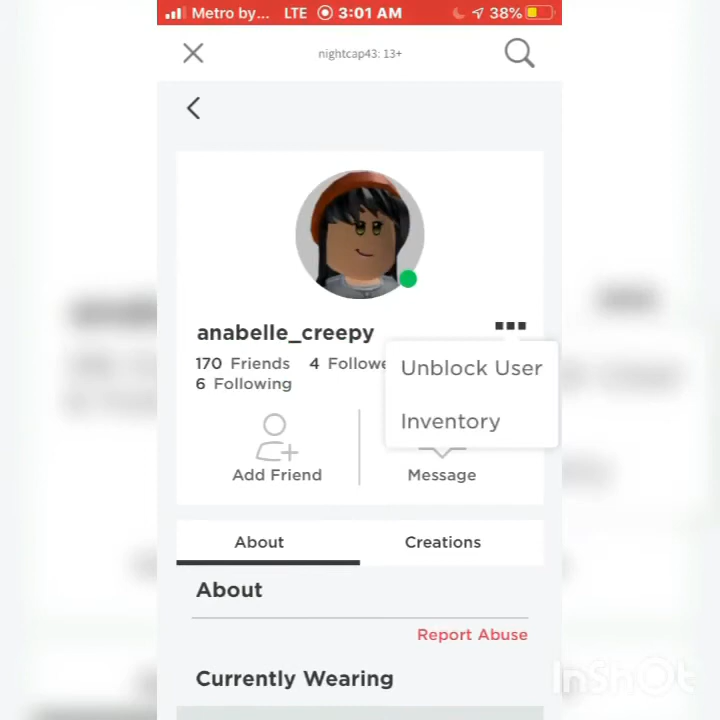 Metro by... LTE 3:01 AM 38%
nightcap43: 13+
anabelle_creepy
170 Friends 4 Followe
6 Following
Unblock User
Inventory
Add Friend
Message
About
Creations
About
Report Abuse
Currently Wearing
InShOt